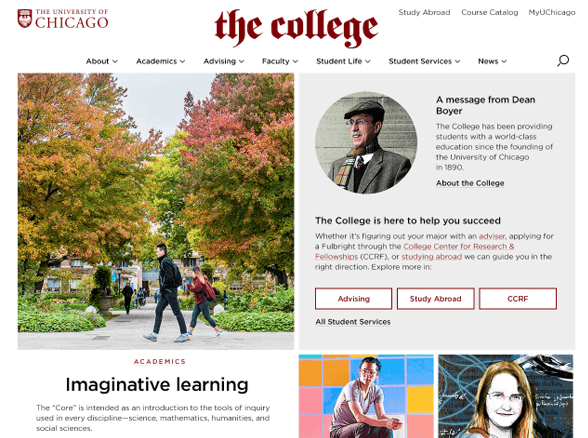 THE UNIVERSITY OF
CHICAGO
the college
Study Abroad Course Catalog MyUChicago
About Academics Advising Faculty Student Life Student Services News
A message from Dean
Boyer
The College has been providing
students with a world-class
education since the founding of
the University of Chicago
in 1890.
About the College
The College is here to help you succeed
Whether it's figuring out your major with an adviser, applying for
a Fulbright through the College Center for Research &
Fellowships (CCRF), or studying abroad we can guide you in the
right direction. Explore more in:
Advising Study Abroad CCRF
All Student Services
ACADEMICS
Imaginative learning
The "Core" is intended as an introduction to the tools of inquiry
used in every discipline—science, mathematics, humanities, and
social sciences.